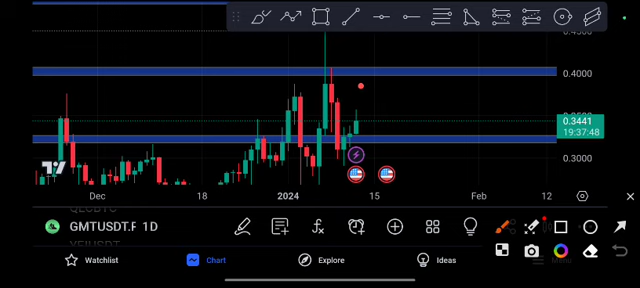 0.4000
0.3441
19:37:48
0.3000
Dec 18 2024 15 Feb 12
GMTUSDT.P 1D
Watchlist Chart Explore Ideas Menu